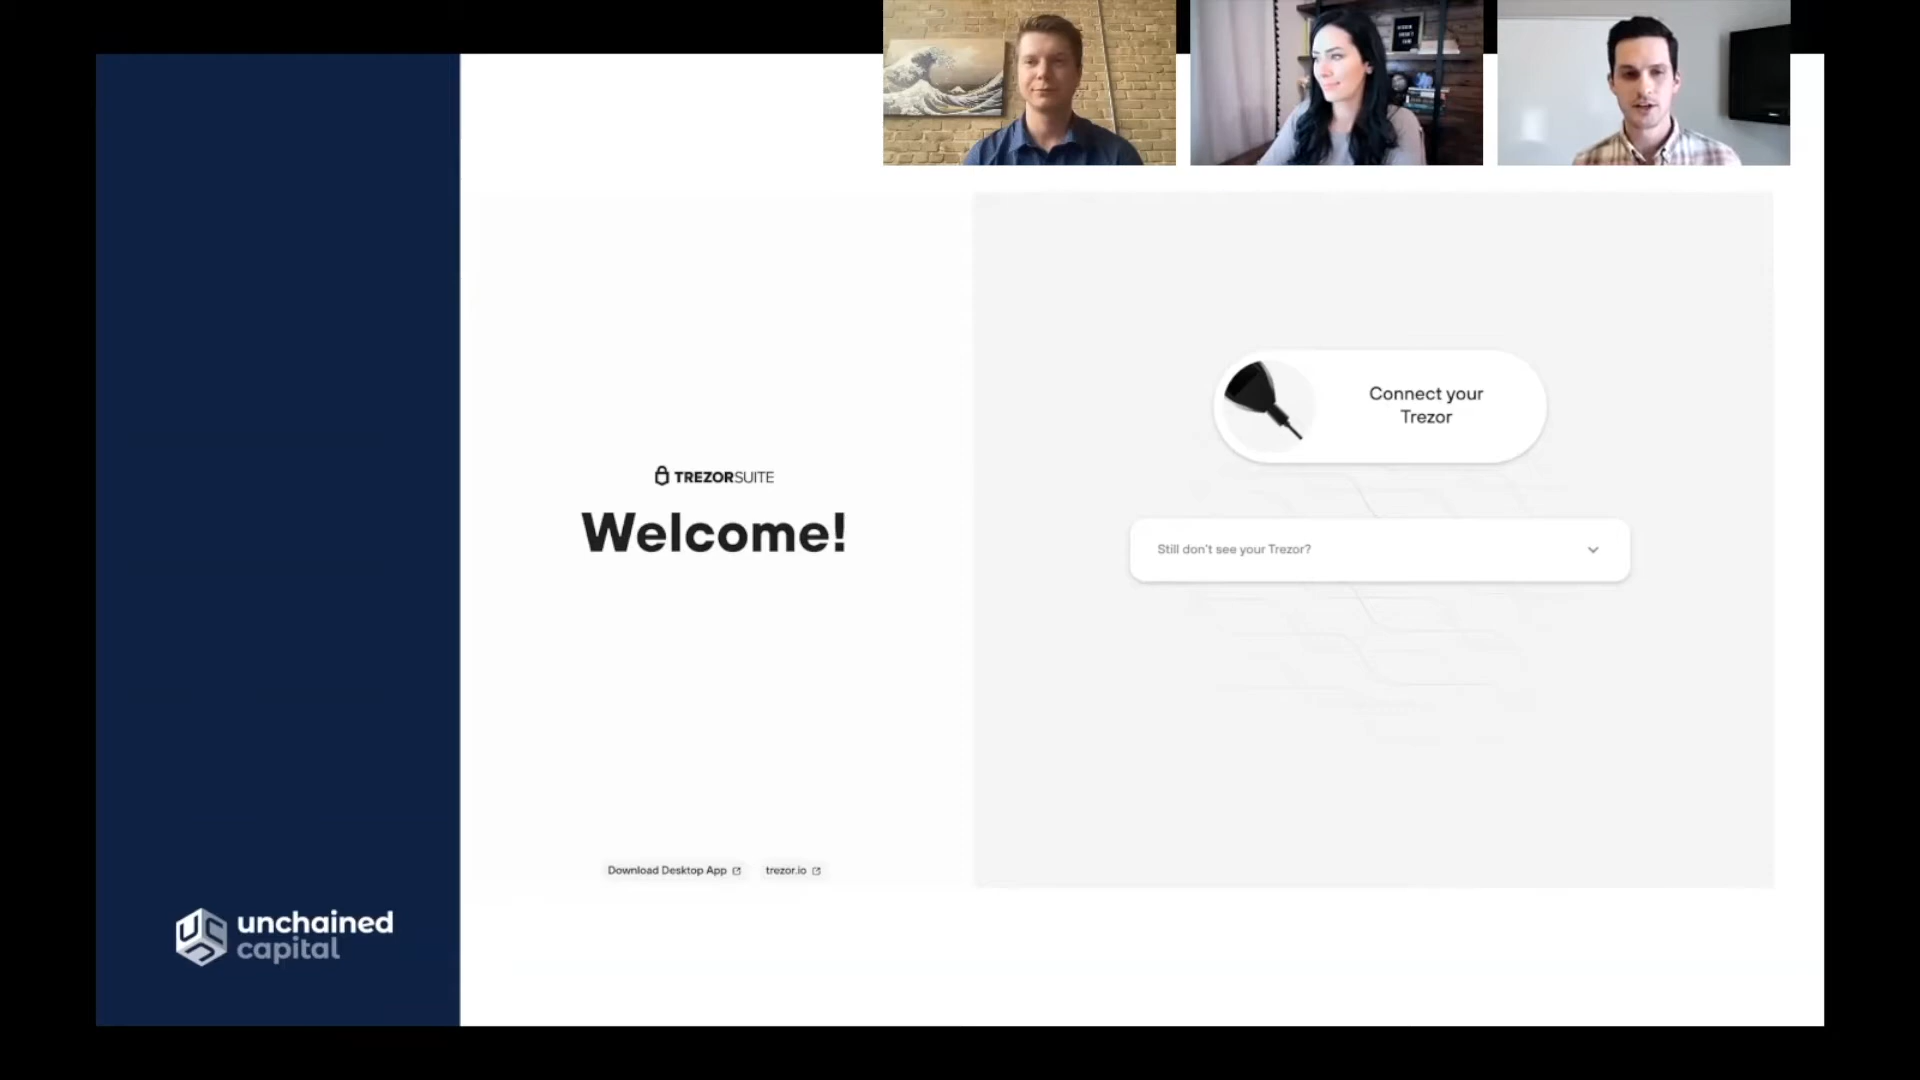 TREZORSUITE
Welcome!
Connect your
Trezor
Still don't see your Trezor?
Download Desktop App
trezor.io
unchained
capital